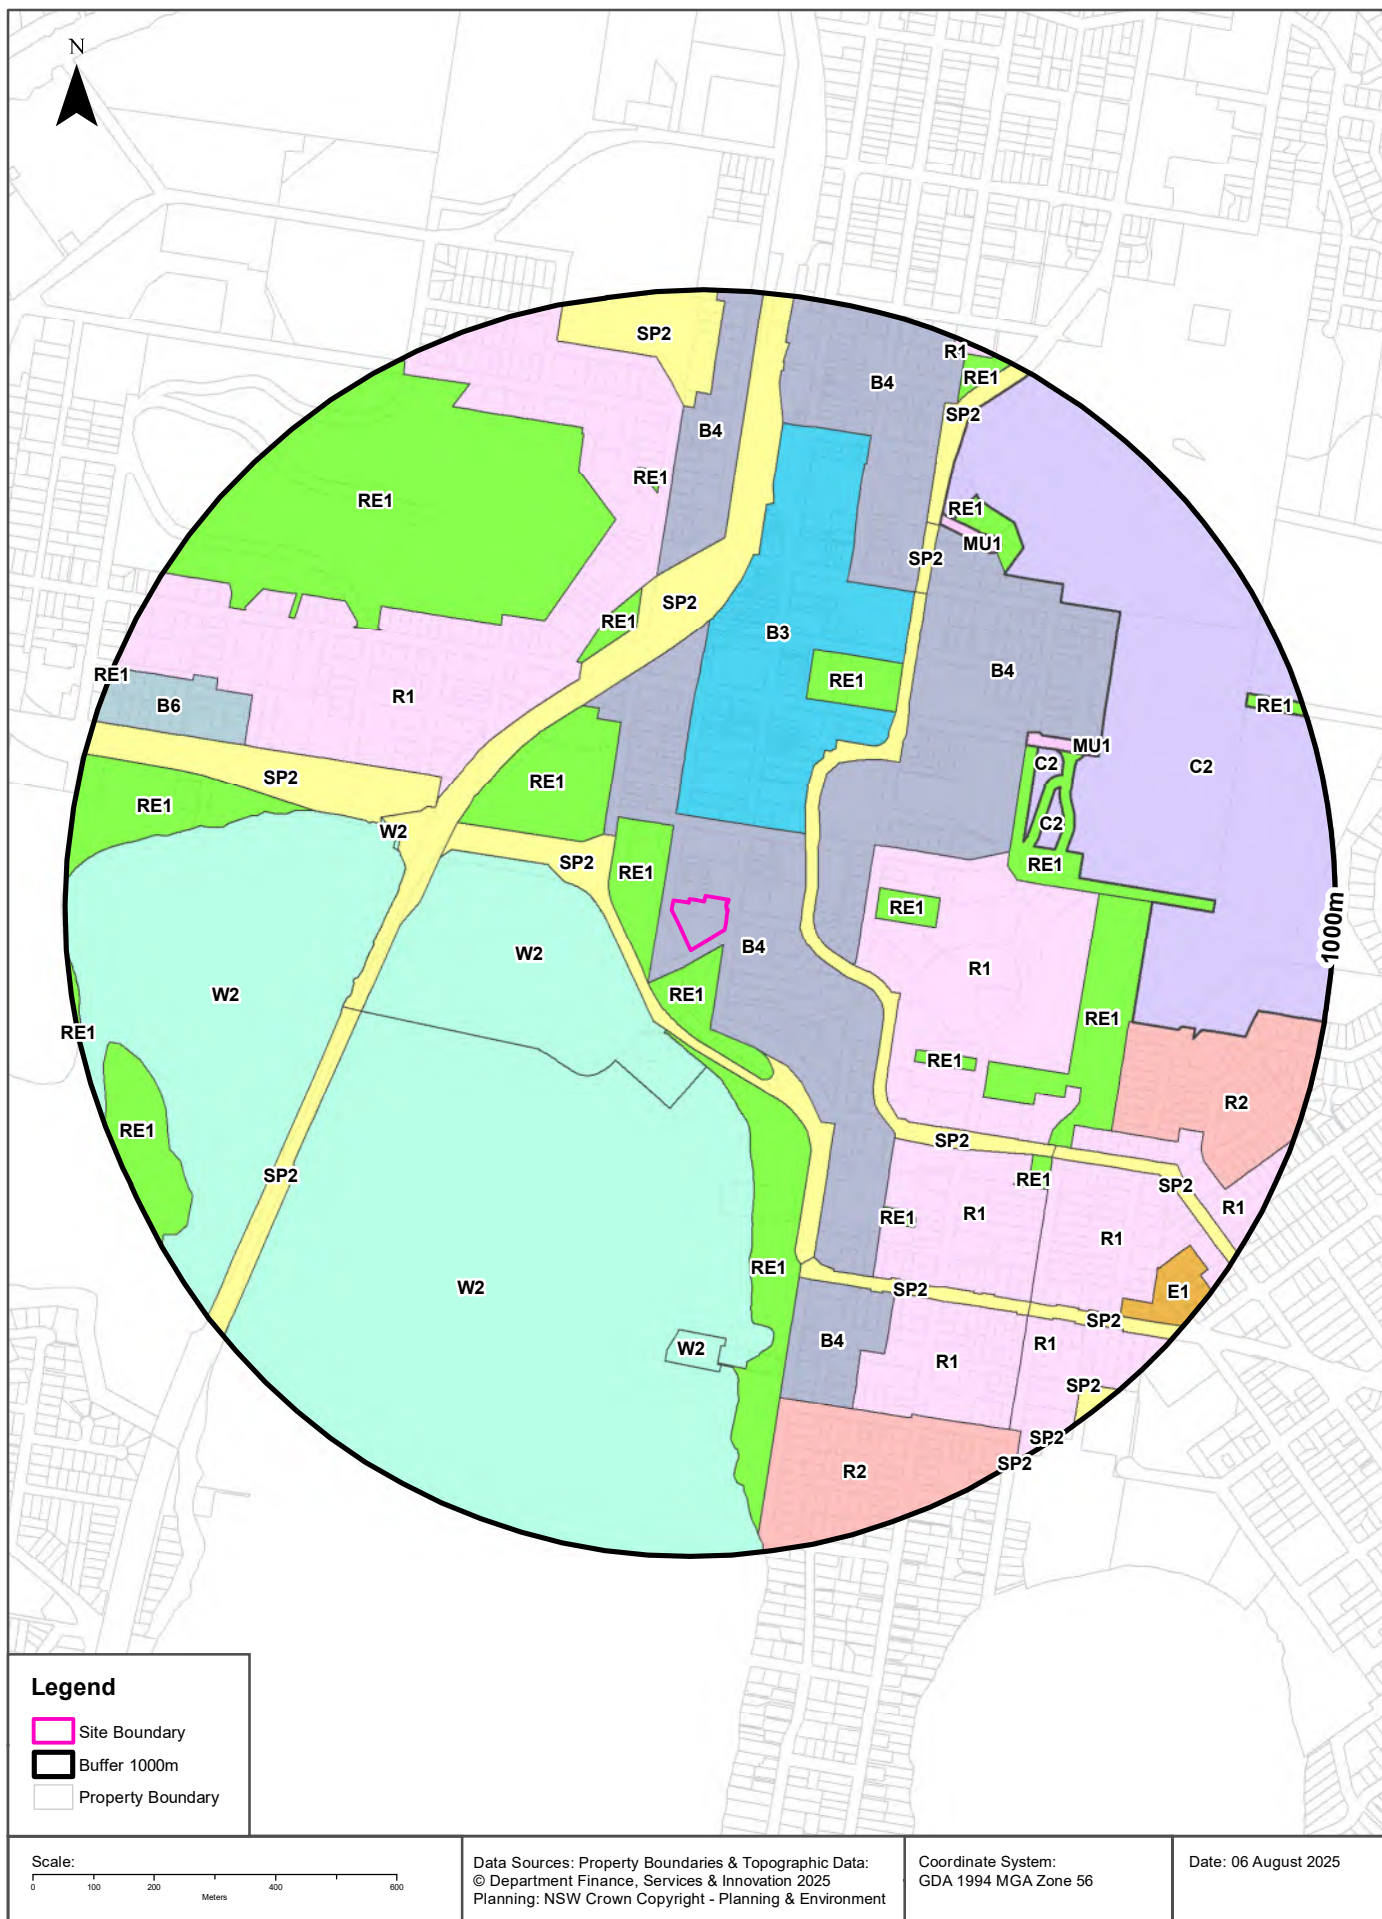 N
SP2
R1
RE1
B4
B4
SP2
RE1
RE1
RE1
MU1
SP2
SP2
RE1
B3
RE1
B4
RE1
RE1
R1
B6
RE1
MU1
C2
C2
SP2
RE1
RE1
C2
W2
SP2
RE1
RE1
RE1
1000m
B4
W2
R1
W2
RE1
RE1
RE1
RE1
RE1
R2
SP2
SP2
RE1
SP2
R1
RE1
R1
R1
RE1
W2
SP2
E1
SP2
B4
W2
R1
R1
SP2
SP2
SP2
R2
Legend
Site Boundary
Buffer 1000m
Property Boundary
Scale:
0 100 200 400 600
Meters
Data Sources: Property Boundaries & Topographic Data:
© Department Finance, Services & Innovation 2025
Planning: NSW Crown Copyright - Planning & Environment
Coordinate System:
GDA 1994 MGA Zone 56
Date: 06 August 2025